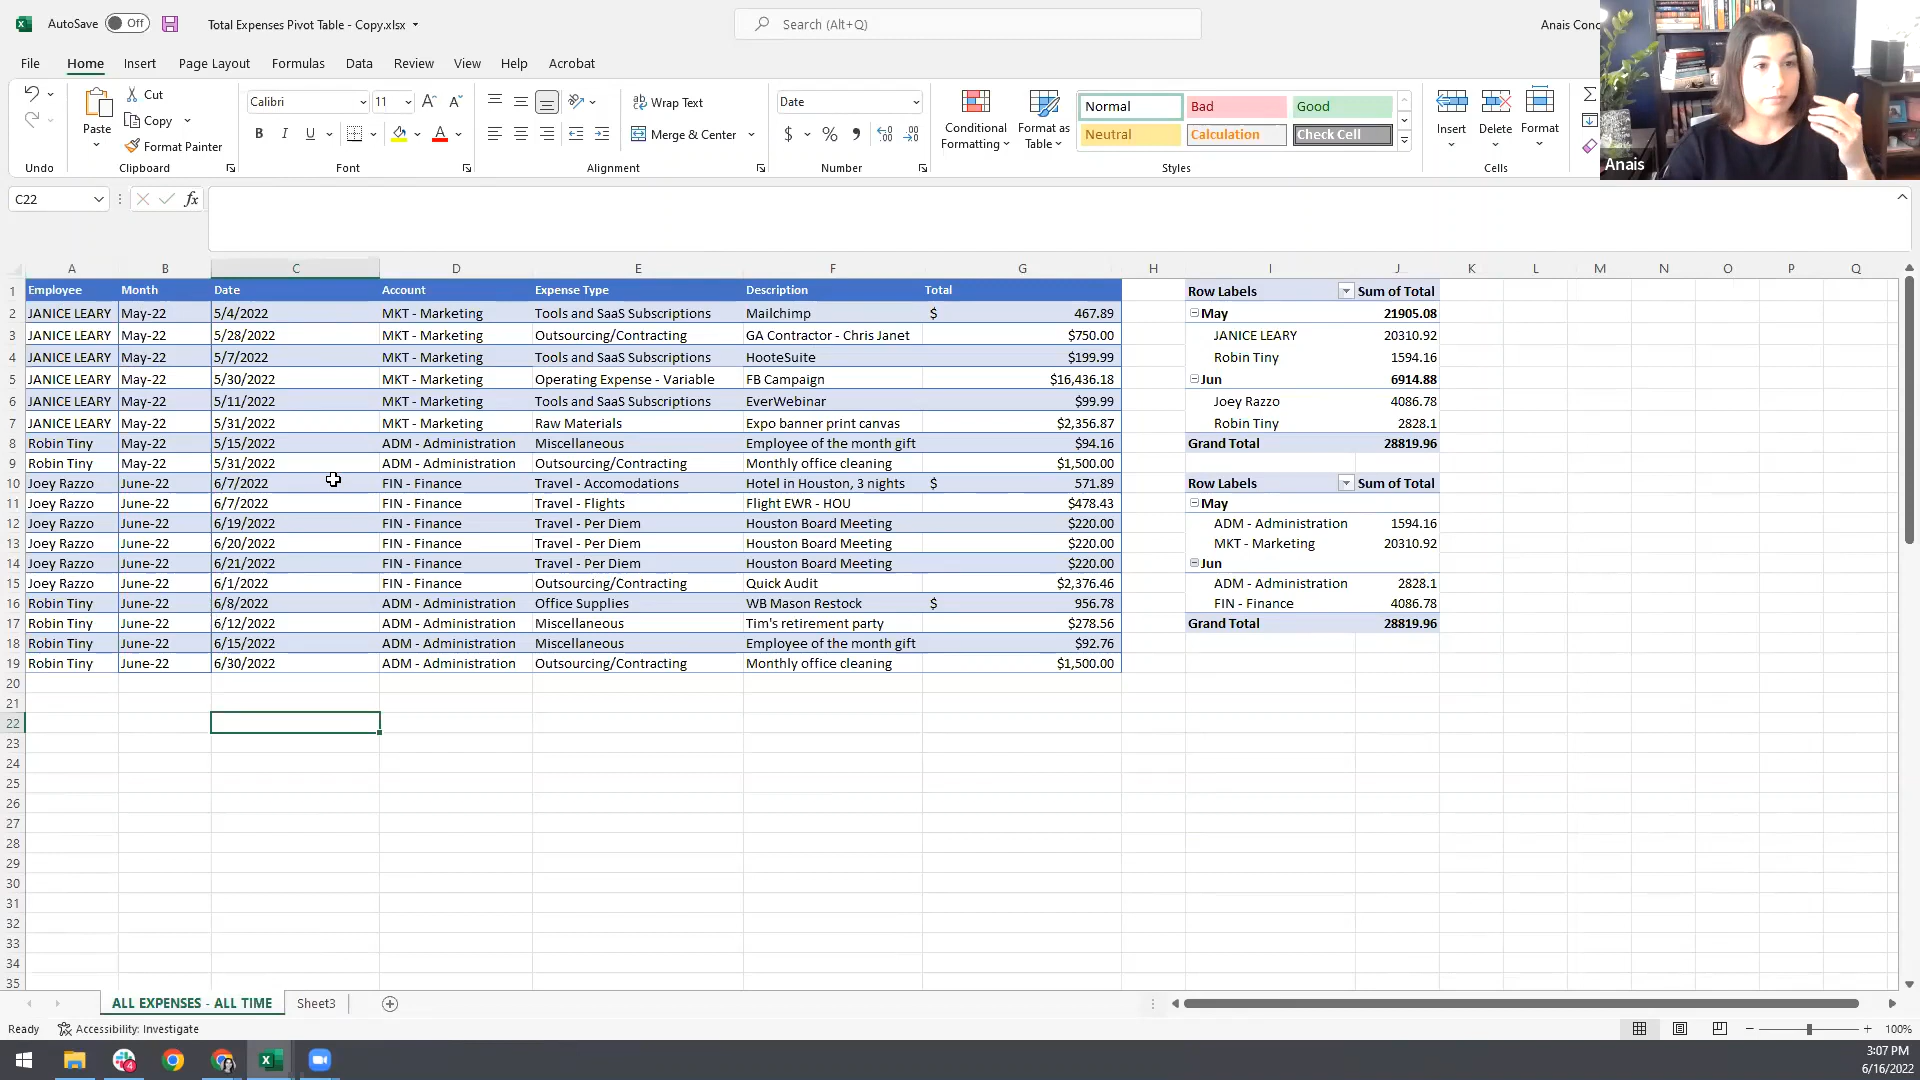 AutoSave Off Total Expenses Pivot Table - Copy.xlsx Search (Alt+Q) Anais Conc
File Home Insert Page Layout Formulas Data Review View Help Acrobat
Cut
Copy
Format Painter
Paste
Calibri 11
B I U
Wrap Text
Merge & Center
Date
$ % 9
Conditional Formatting
Format as Table
Normal Bad Good
Neutral Calculation Check Cell
Insert Delete Format
Undo Clipboard Font Alignment Number Styles Cells
Anais
C22 fx
A B C D E F G H I J K L M N O P Q
1 Employee Month Date Account Expense Type Description Total Row Labels Sum of Total
2 JANICE LEARY May-22 5/4/2022 MKT - Marketing Tools and SaaS Subscriptions Mailchimp $ 467.89 May 21905.08
3 JANICE LEARY May-22 5/28/2022 MKT - Marketing Outsourcing/Contracting GA Contractor - Chris Janet $750.00 JANICE LEARY 20310.92
4 JANICE LEARY May-22 5/7/2022 MKT - Marketing Tools and SaaS Subscriptions HooteSuite $199.99 Robin Tiny 1594.16
5 JANICE LEARY May-22 5/30/2022 MKT - Marketing Operating Expense - Variable FB Campaign $16,436.18 Jun 6914.88
6 JANICE LEARY May-22 5/11/2022 MKT - Marketing Tools and SaaS Subscriptions EverWebinar $99.99 Joey Razzo 4086.78
7 JANICE LEARY May-22 5/31/2022 MKT - Marketing Raw Materials Expo banner print canvas $2,356.87 Robin Tiny 2828.1
8 Robin Tiny May-22 5/15/2022 ADM - Administration Miscellaneous Employee of the month gift $94.16 Grand Total 28819.96
9 Robin Tiny May-22 5/31/2022 ADM - Administration Outsourcing/Contracting Monthly office cleaning $1,500.00
10 Joey Razzo June-22 6/7/2022 FIN - Finance Travel - Accomodations Hotel in Houston, 3 nights $ 571.89 Row Labels Sum of Total
11 Joey Razzo June-22 6/7/2022 FIN - Finance Travel - Flights Flight EWR - HOU $478.43 May
12 Joey Razzo June-22 6/19/2022 FIN - Finance Travel - Per Diem Houston Board Meeting $220.00 ADM - Administration 1594.16
13 Joey Razzo June-22 6/20/2022 FIN - Finance Travel - Per Diem Houston Board Meeting $220.00 MKT - Marketing 20310.92
14 Joey Razzo June-22 6/21/2022 FIN - Finance Travel - Per Diem Houston Board Meeting $220.00 Jun
15 Joey Razzo June-22 6/1/2022 FIN - Finance Outsourcing/Contracting Quick Audit $2,376.46 ADM - Administration 2828.1
16 Robin Tiny June-22 6/8/2022 ADM - Administration Office Supplies WB Mason Restock $ 956.78 FIN - Finance 4086.78
17 Robin Tiny June-22 6/12/2022 ADM - Administration Miscellaneous Tim's retirement party $278.56 Grand Total 28819.96
18 Robin Tiny June-22 6/15/2022 ADM - Administration Miscellaneous Employee of the month gift $92.76
19 Robin Tiny June-22 6/30/2022 ADM - Administration Outsourcing/Contracting Monthly office cleaning $1,500.00
20
21
22
23
24
25
26
27
28
29
30
31
32
33
34
35
ALL EXPENSES - ALL TIME Sheet3
Ready Accessibility: Investigate 100%
3:07 PM
6/16/2022